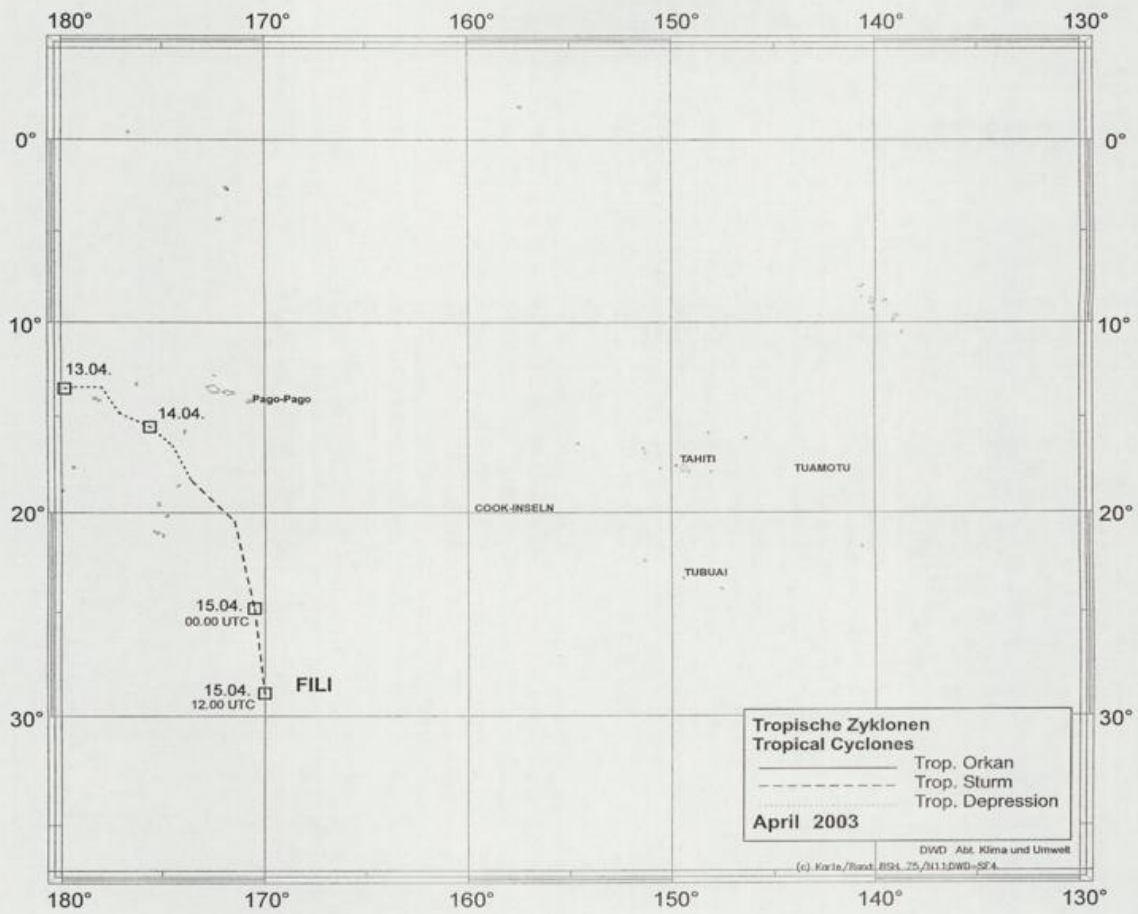 180° 170° 160° 150° 140° 130°
0° 0°
10° 10°
13.04.
Pago-Pago
14.04.
TAHITI
TUAMOTU
COOK-INSELN
20° 20°
TUBUAI
15.04.
00.00 UTC
FILI
15.04.
12.00 UTC
30° 30°
Tropische Zyklonen
Tropical Cyclones
Trop. Orkan
Trop. Sturm
Trop. Depression
April 2003
DWD Abt. Klima und Umwelt
(c) Karte/Rand:
180° 170° 160° 150° 140° 130°